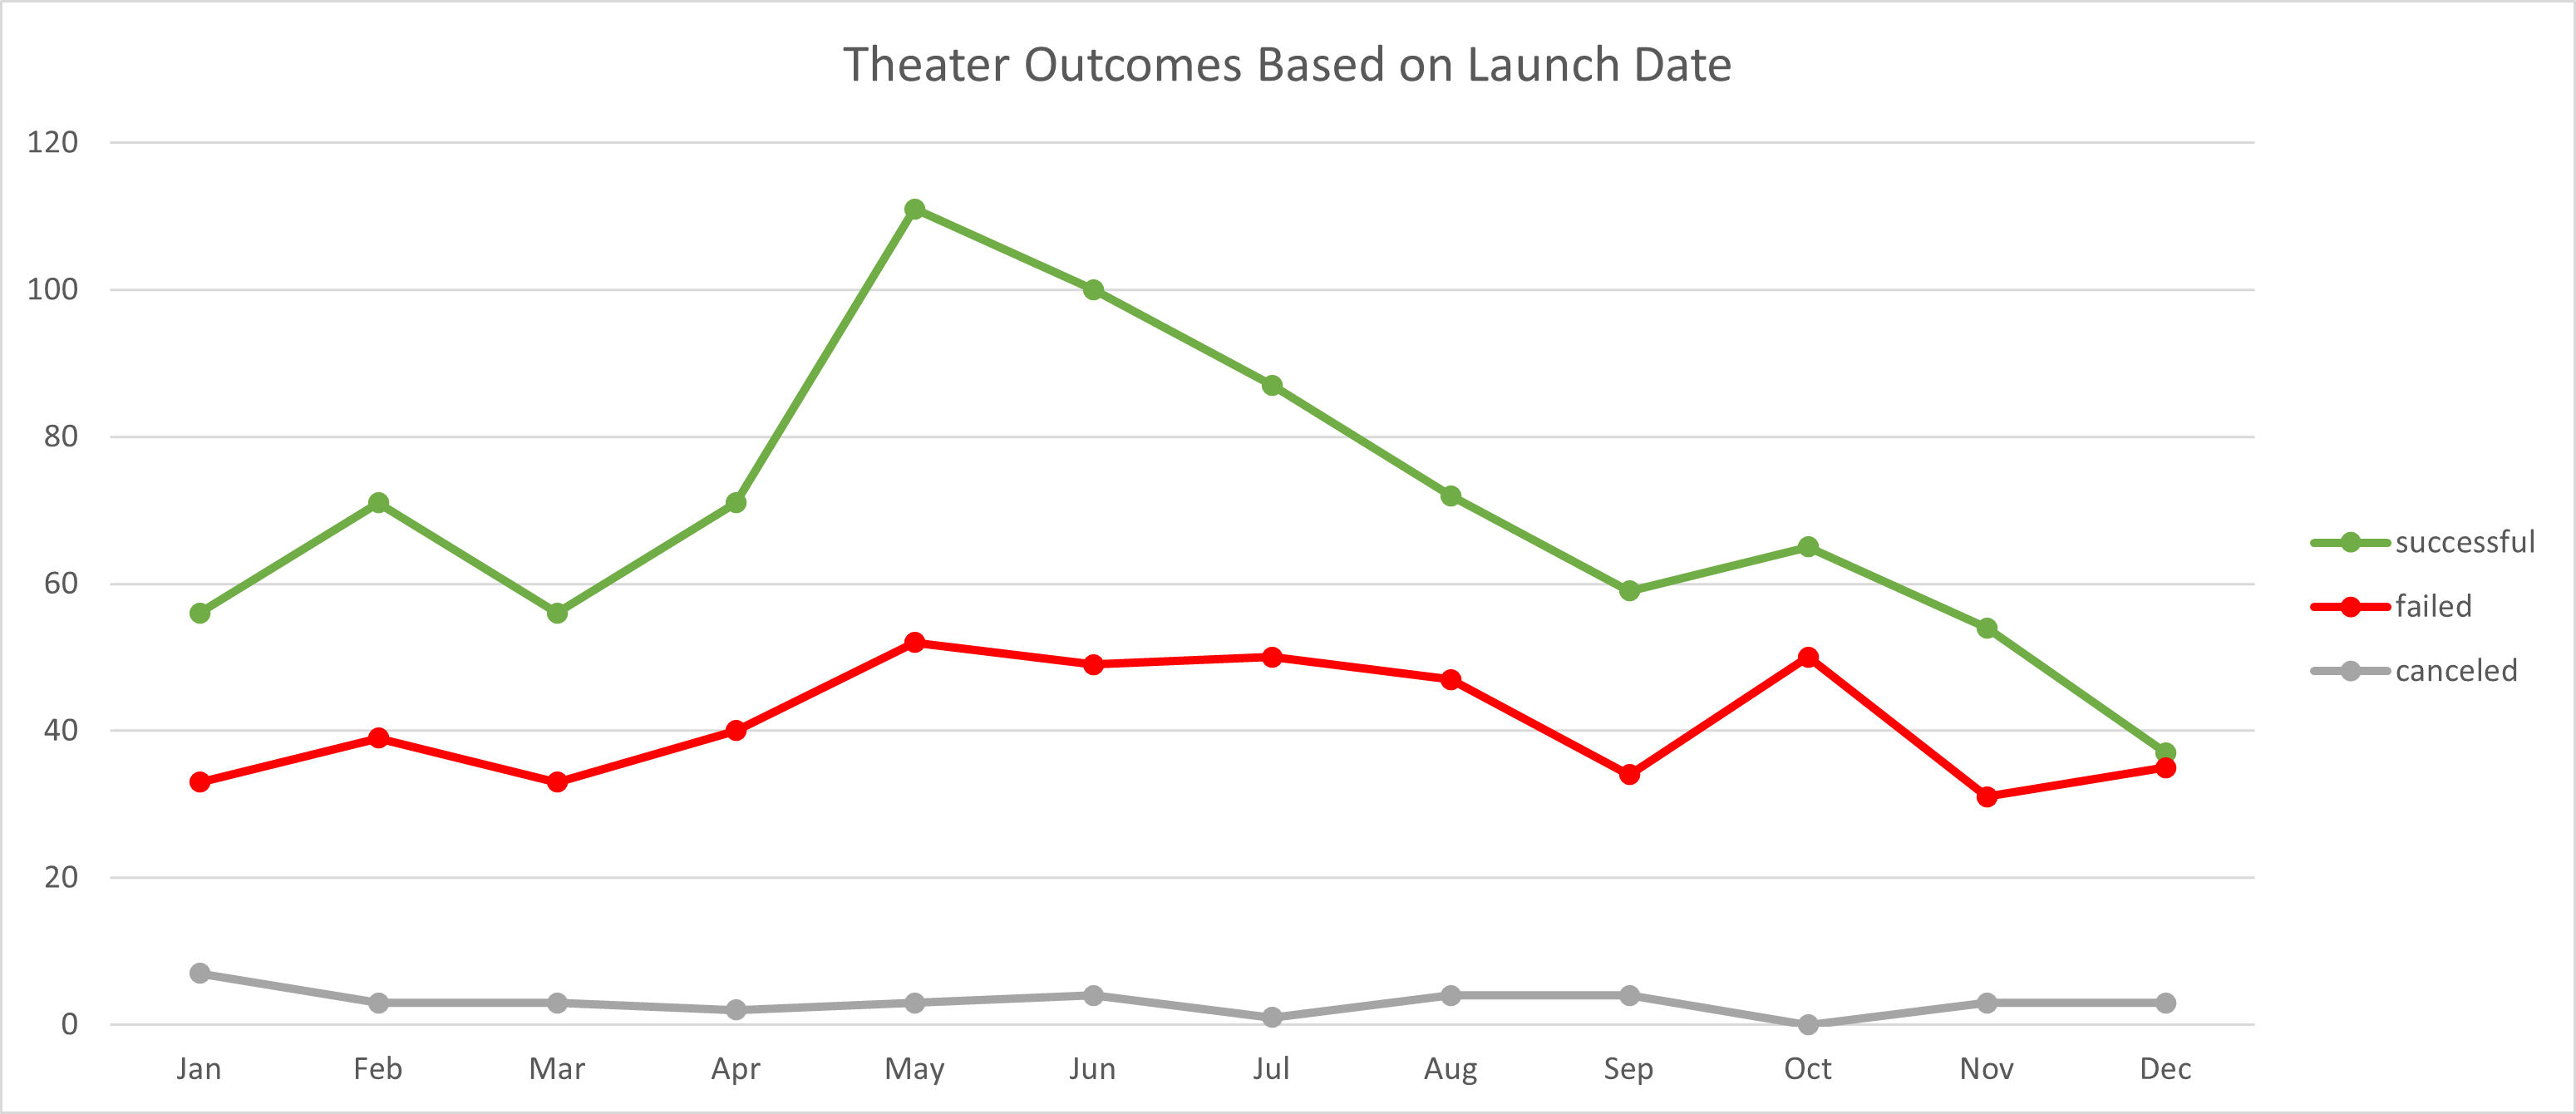 Theater Outcomes Based on Launch Date
120
100
80
60
40
20
0
Jan Feb Mar Apr May Jun Jul Aug Sep Oct Nov Dec
successful
failed
canceled